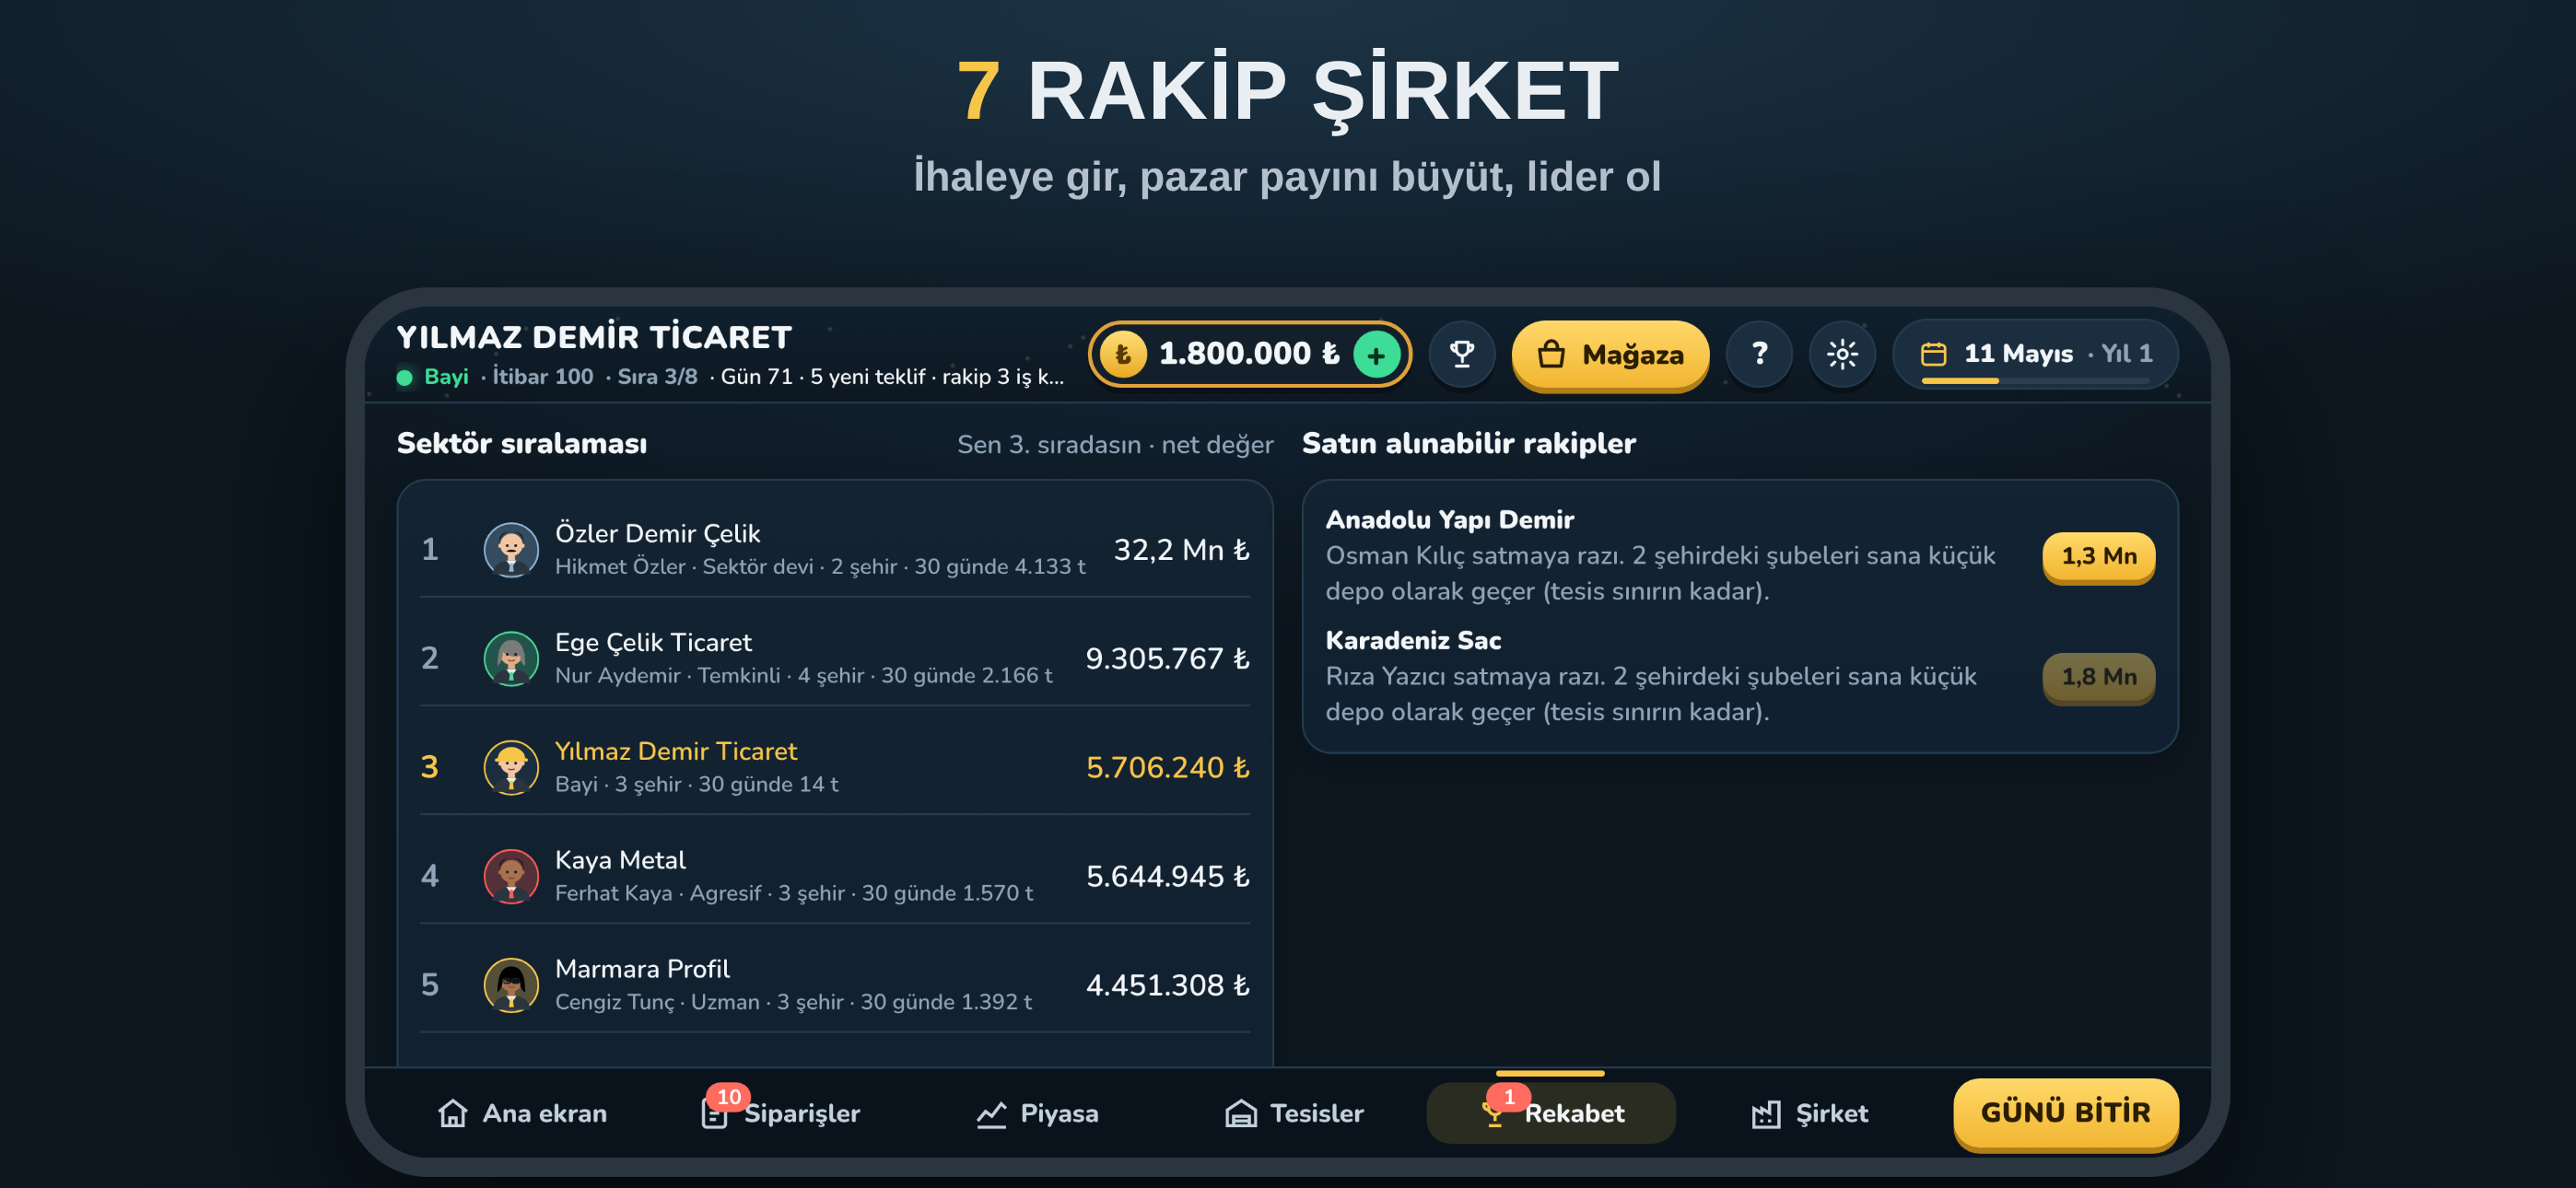 7 RAKİP ŞİRKET
İhaleye gir, pazar payını büyüt, lider ol
YILMAZ DEMİR TİCARET
Bayi · İtibar 100 · Sıra 3/8 · Gün 71 · 5 yeni teklif · rakip 3 iş k...
₺ 1.800.000 ₺ +
Mağaza
?
11 Mayıs · Yıl 1
Sektör sıralaması
Sen 3. sıradasın · net değer
1
Özler Demir Çelik
Hikmet Özler · Sektör devi · 2 şehir · 30 günde 4.133 t
32,2 Mn ₺
2
Ege Çelik Ticaret
Nur Aydemir · Temkinli · 4 şehir · 30 günde 2.166 t
9.305.767 ₺
3
Yılmaz Demir Ticaret
Bayi · 3 şehir · 30 günde 14 t
5.706.240 ₺
4
Kaya Metal
Ferhat Kaya · Agresif · 3 şehir · 30 günde 1.570 t
5.644.945 ₺
5
Marmara Profil
Cengiz Tunç · Uzman · 3 şehir · 30 günde 1.392 t
4.451.308 ₺
Satın alınabilir rakipler
Anadolu Yapı Demir
Osman Kılıç satmaya razı. 2 şehirdeki şubeleri sana küçük
depo olarak geçer (tesis sınırın kadar).
1,3 Mn
Karadeniz Sac
Rıza Yazıcı satmaya razı. 2 şehirdeki şubeleri sana küçük
depo olarak geçer (tesis sınırın kadar).
1,8 Mn
Ana ekran
10
Siparişler
Piyasa
Tesisler
1
Rekabet
Şirket
GÜNÜ BİTİR